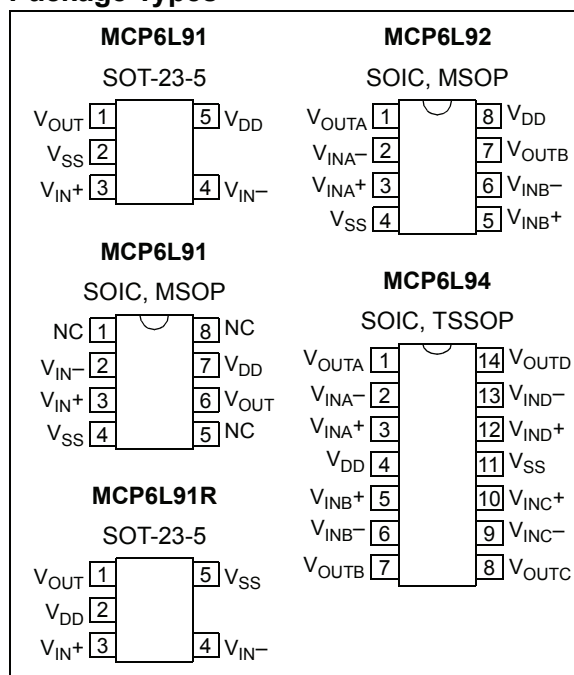 Package Types
MCP6L91
SOT-23-5
VOUT 1 5 VDD
VSS 2
VIN+ 3 4 VIN–
MCP6L91
SOIC, MSOP
NC 1 8 NC
VIN– 2 7 VDD
VIN+ 3 6 VOUT
VSS 4 5 NC
MCP6L91R
SOT-23-5
VOUT 1 5 VSS
VDD 2
VIN+ 3 4 VIN–
MCP6L92
SOIC, MSOP
VOUTA 1 8 VDD
VINA– 2 7 VOUTB
VINA+ 3 6 VINB–
VSS 4 5 VINB+
MCP6L94
SOIC, TSSOP
VOUTA 1 14 VOUTD
VINA– 2 13 VIND–
VINA+ 3 12 VIND+
VDD 4 11 VSS
VINB+ 5 10 VINC+
VINB– 6 9 VINC–
VOUTB 7 8 VOUTC